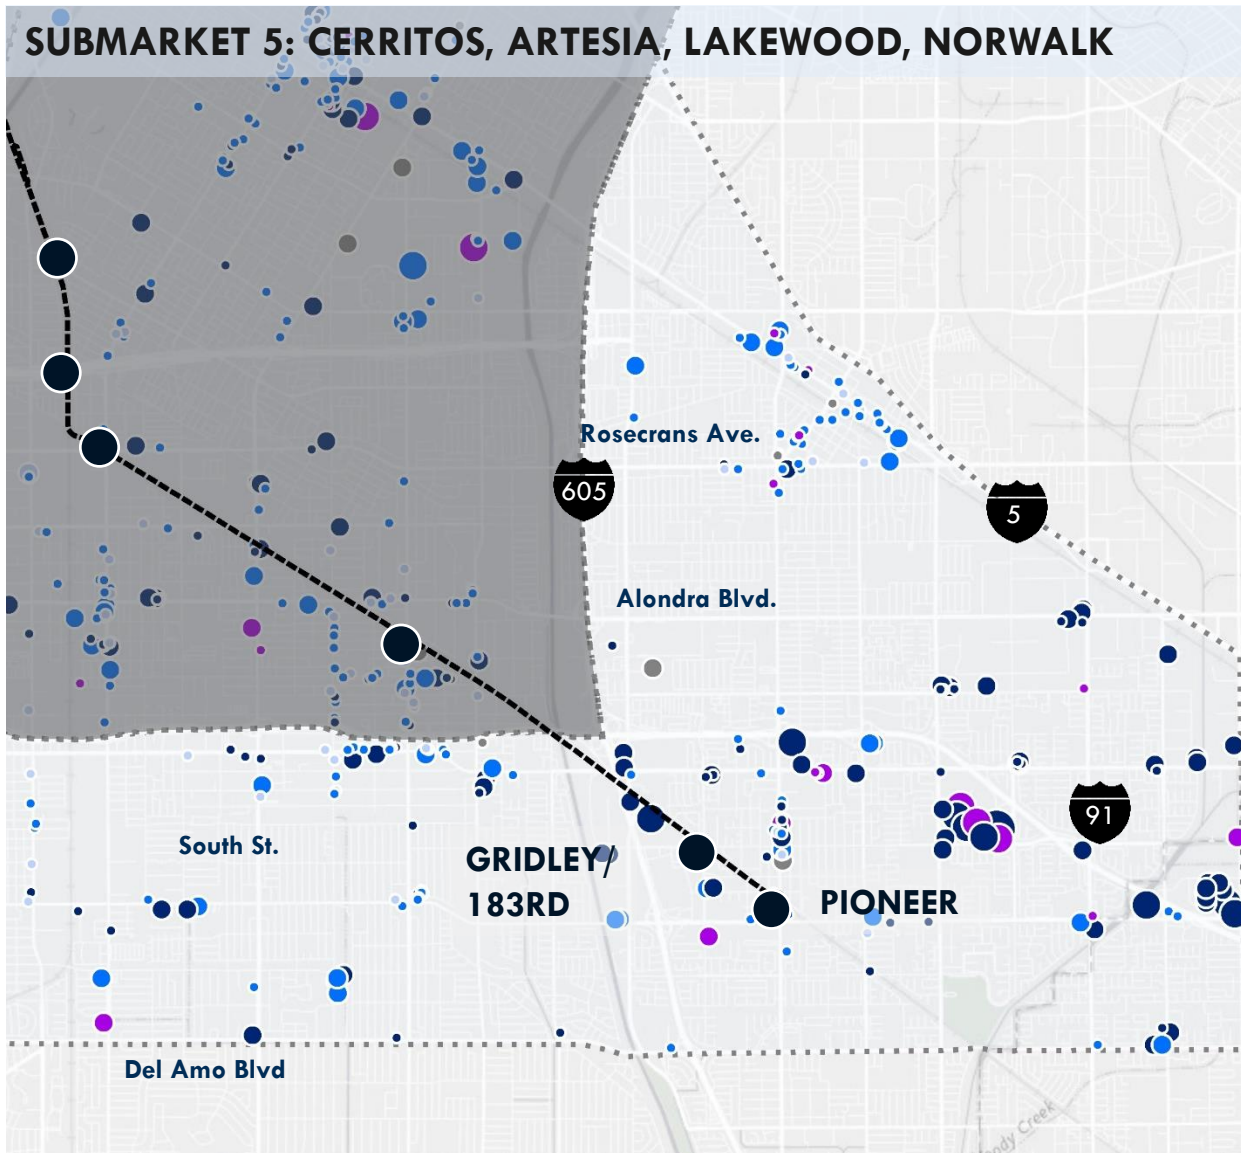 SUBMARKET 5: CERRITOS, ARTESIA, LAKEWOOD, NORWALK
Rosecrans Ave.
605
5
Alondra Blvd.
91
South St.
GRIDLEY/
183RD
PIONEER
Del Amo Blvd
Creek